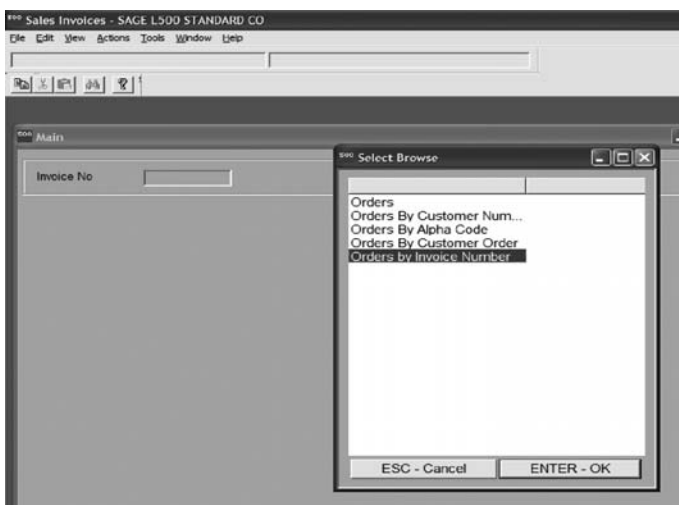 Sales Invoices - SAGE L500 STANDARD CO
File Edit View Actions Tools Window Help
Main
Invoice No
Select Browse
Orders
Orders By Customer Num...
Orders By Alpha Code
Orders By Customer Order
Orders by Invoice Number
ESC - Cancel
ENTER - OK